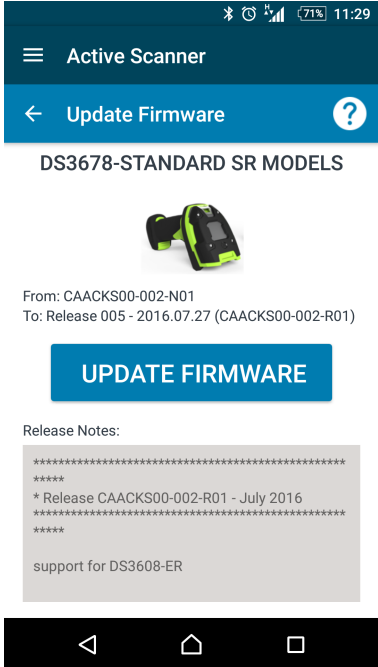 H
71%
11:29
Active Scanner
Update Firmware
?
DS3678-STANDARD SR MODELS
From: CAACKS00-002-N01
To: Release 005 - 2016.07.27 (CAACKS00-002-R01)
UPDATE FIRMWARE
Release Notes:
**************************************************
*****
* Release CAACKS00-002-R01 - July 2016
**************************************************
*****
support for DS3608-ER